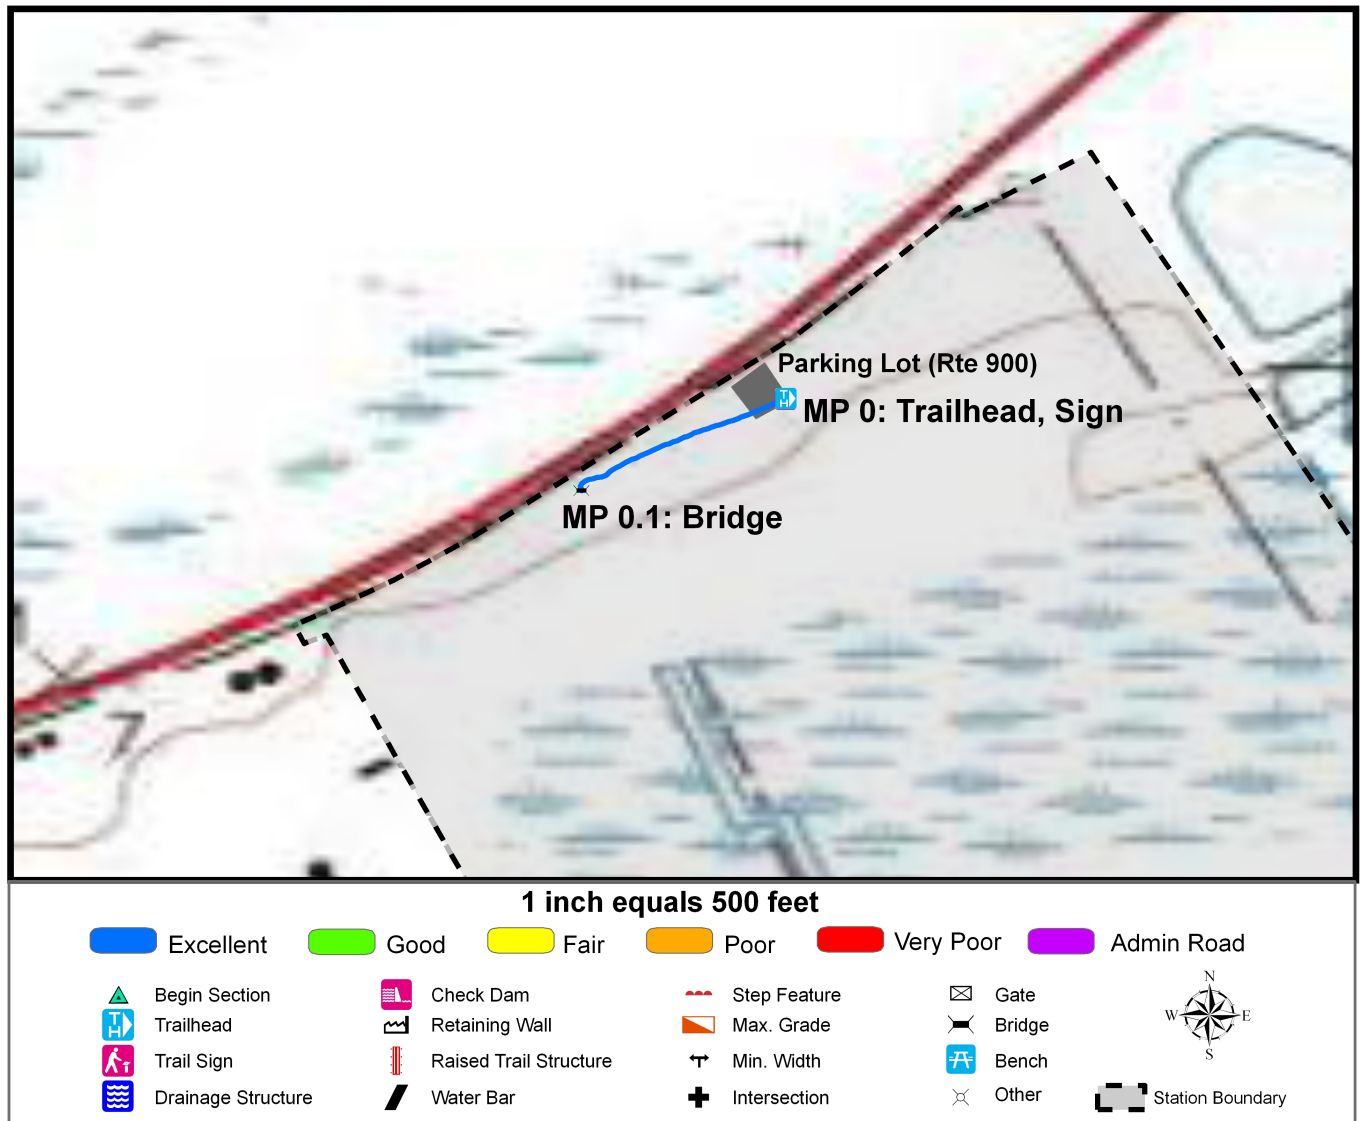 Parking Lot (Rte 900)
T
H
MP 0: Trailhead, Sign
MP 0.1: Bridge
7
1 inch equals 500 feet
Excellent
Good
Fair
Poor
Very Poor
Admin Road
Begin Section
Check Dam
Step Feature
Gate
N
T
H
Trailhead
Retaining Wall
Max. Grade
Bridge
W
E
Trail Sign
Raised Trail Structure
Min. Width
Bench
S
Drainage Structure
Water Bar
Intersection
Other
Station Boundary